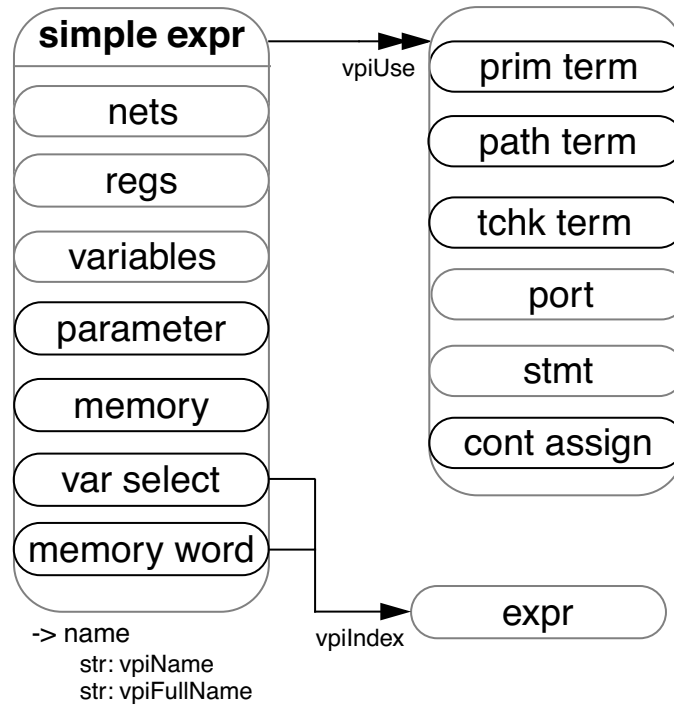 simple expr
nets
regs
variables
parameter
memory
var select
memory word
-> name
str: vpiName
str: vpiFullName
vpiUse
prim term
path term
tchk term
port
stmt
cont assign
vpiIndex
expr